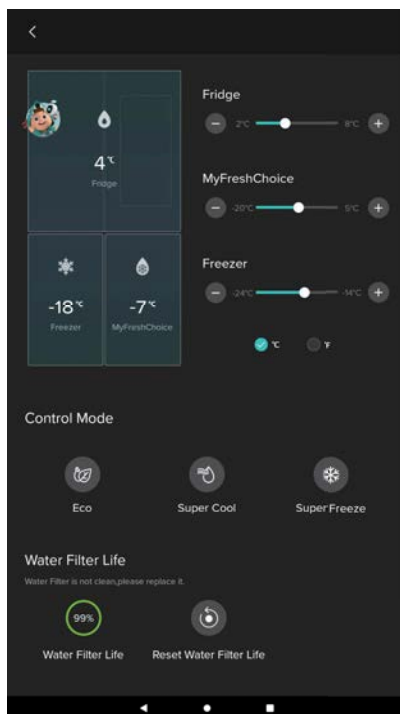 Fridge
2°C 8°C
4°C
Fridge
MyFreshChoice
-20°C 5°C
Freezer
-24°C -14°C
-18°C
Freezer
-7°C
MyFreshChoice
°C °F
Control Mode
Eco
Super Cool
Super Freeze
Water Filter Life
Water Filter is not clean,please replace it.
99%
Water Filter Life
Reset Water Filter Life